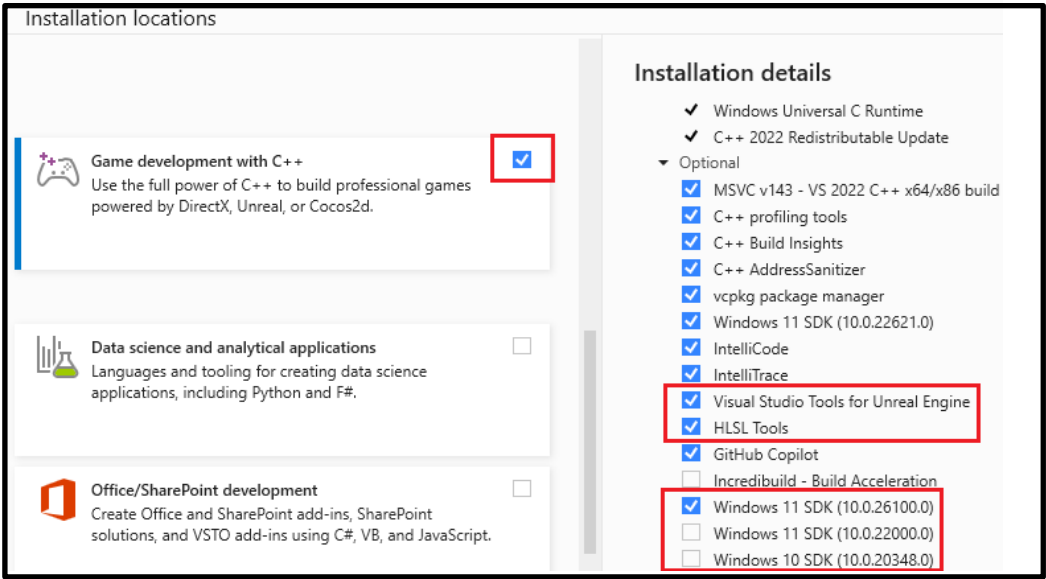 Installation locations
Game development with C++
Use the full power of C++ to build professional games
powered by DirectX, Unreal, or Cocos2d.
Data science and analytical applications
Languages and tooling for creating data science
applications, including Python and F#.
Office/SharePoint development
Create Office and SharePoint add-ins, SharePoint
solutions, and VSTO add-ins using C#, VB, and JavaScript.
Installation details
Windows Universal C Runtime
C++ 2022 Redistributable Update
Optional
MSVC v143 - VS 2022 C++ x64/x86 build
C++ profiling tools
C++ Build Insights
C++ AddressSanitizer
vcpkg package manager
Windows 11 SDK (10.0.22621.0)
IntelliCode
IntelliTrace
Visual Studio Tools for Unreal Engine
HLSL Tools
GitHub Copilot
Incredibuild - Build Acceleration
Windows 11 SDK (10.0.26100.0)
Windows 11 SDK (10.0.22000.0)
Windows 10 SDK (10.0.20348.0)